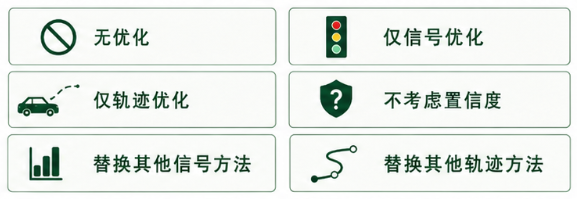 无优化
仅信号优化
仅轨迹优化
不考虑置信度
替换其他信号方法
替换其他轨迹方法